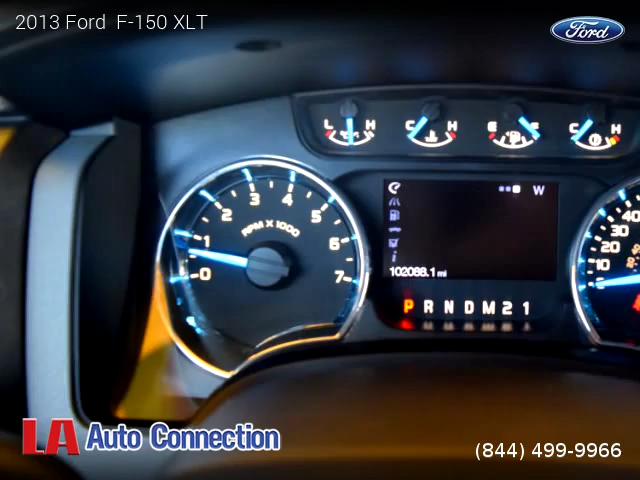 2013 Ford F-150 XLT
Ford
L H C H E F C H
W
0 1 2 3 4 5 6 7
RPM X 1000
102088.1 mi
P R N D M 2 1
10 20 30 40
LA Auto Connection
(844) 499-9966